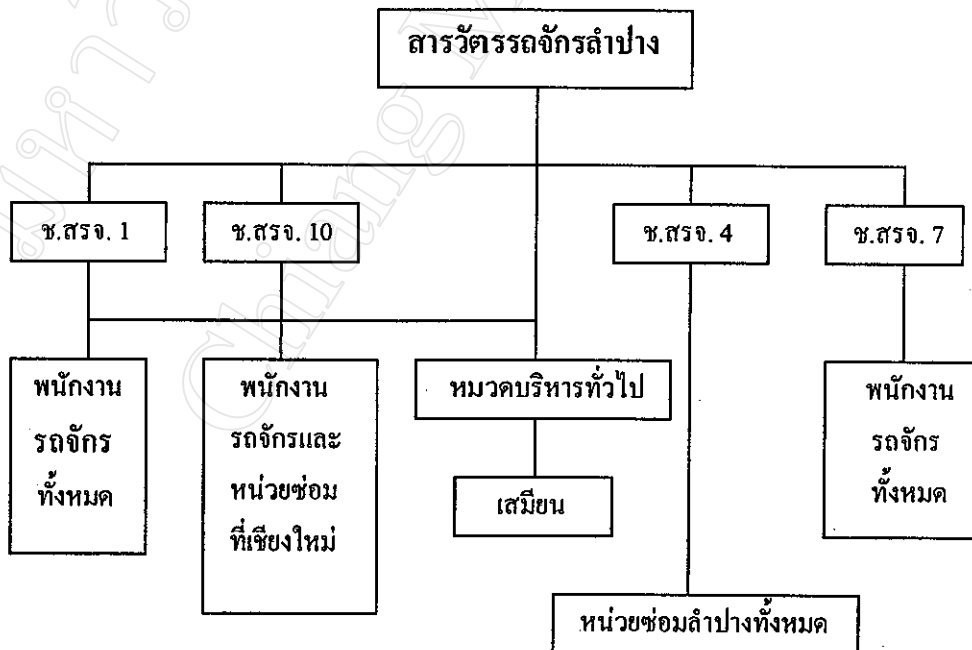 สารวัตรรถจักรลำปาง
ช.สรจ. 1
ช.สรจ. 10
ช.สรจ. 4
ช.สรจ. 7
พนักงาน
รถจักร
ทั้งหมด
พนักงาน
รถจักรและ
หน่วยซ่อม
ที่เชียงใหม่
หมวดบริหารทั่วไป
เสมียน
พนักงาน
รถจักร
ทั้งหมด
หน่วยซ่อมลำปางทั้งหมด
Chiang M